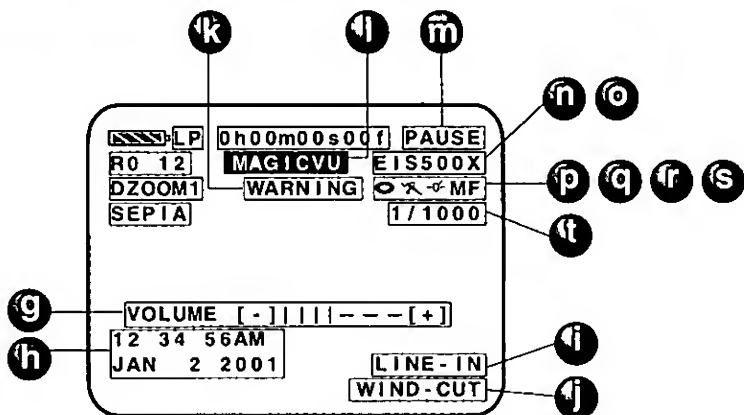 k l m
n o
LP 0h00m00s00f PAUSE
R0 12 MAGICVU EIS500X
DZOOM1 WARNING MF p q r s
SEPIA 1/1000 t
g VOLUME [-]||||---[+]
h 12 34 56AM
JAN 2 2001 LINE-IN i
WIND-CUT j